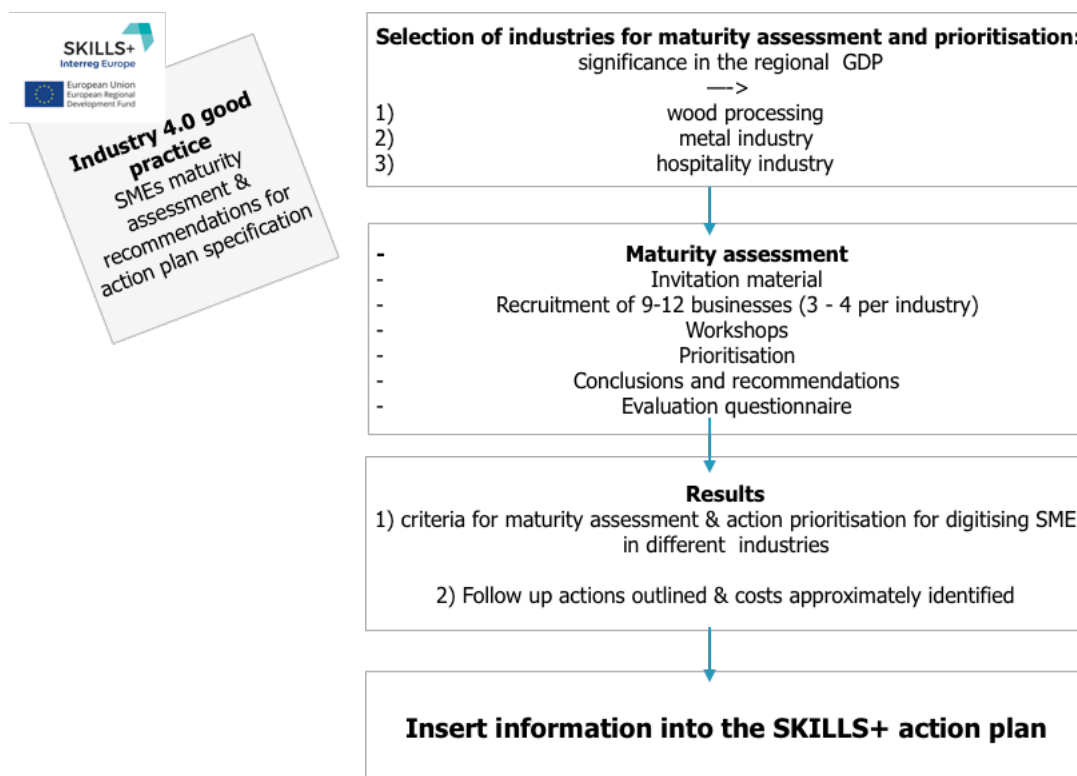 SKILLS+
Interreg Europe
European Union
European Regional
Development Fund
Industry 4.0 good
practice
SMEs maturity
assessment &
recommendations for
action plan specification
Selection of industries for maturity assessment and prioritisation:
significance in the regional GDP
—->
1) wood processing
2) metal industry
3) hospitality industry
- Maturity assessment
- Invitation material
- Recruitment of 9-12 businesses (3 - 4 per industry)
- Workshops
- Prioritisation
- Conclusions and recommendations
- Evaluation questionnaire
Results
1) criteria for maturity assessment & action prioritisation for digitising SME
in different industries
2) Follow up actions outlined & costs approximately identified
Insert information into the SKILLS+ action plan